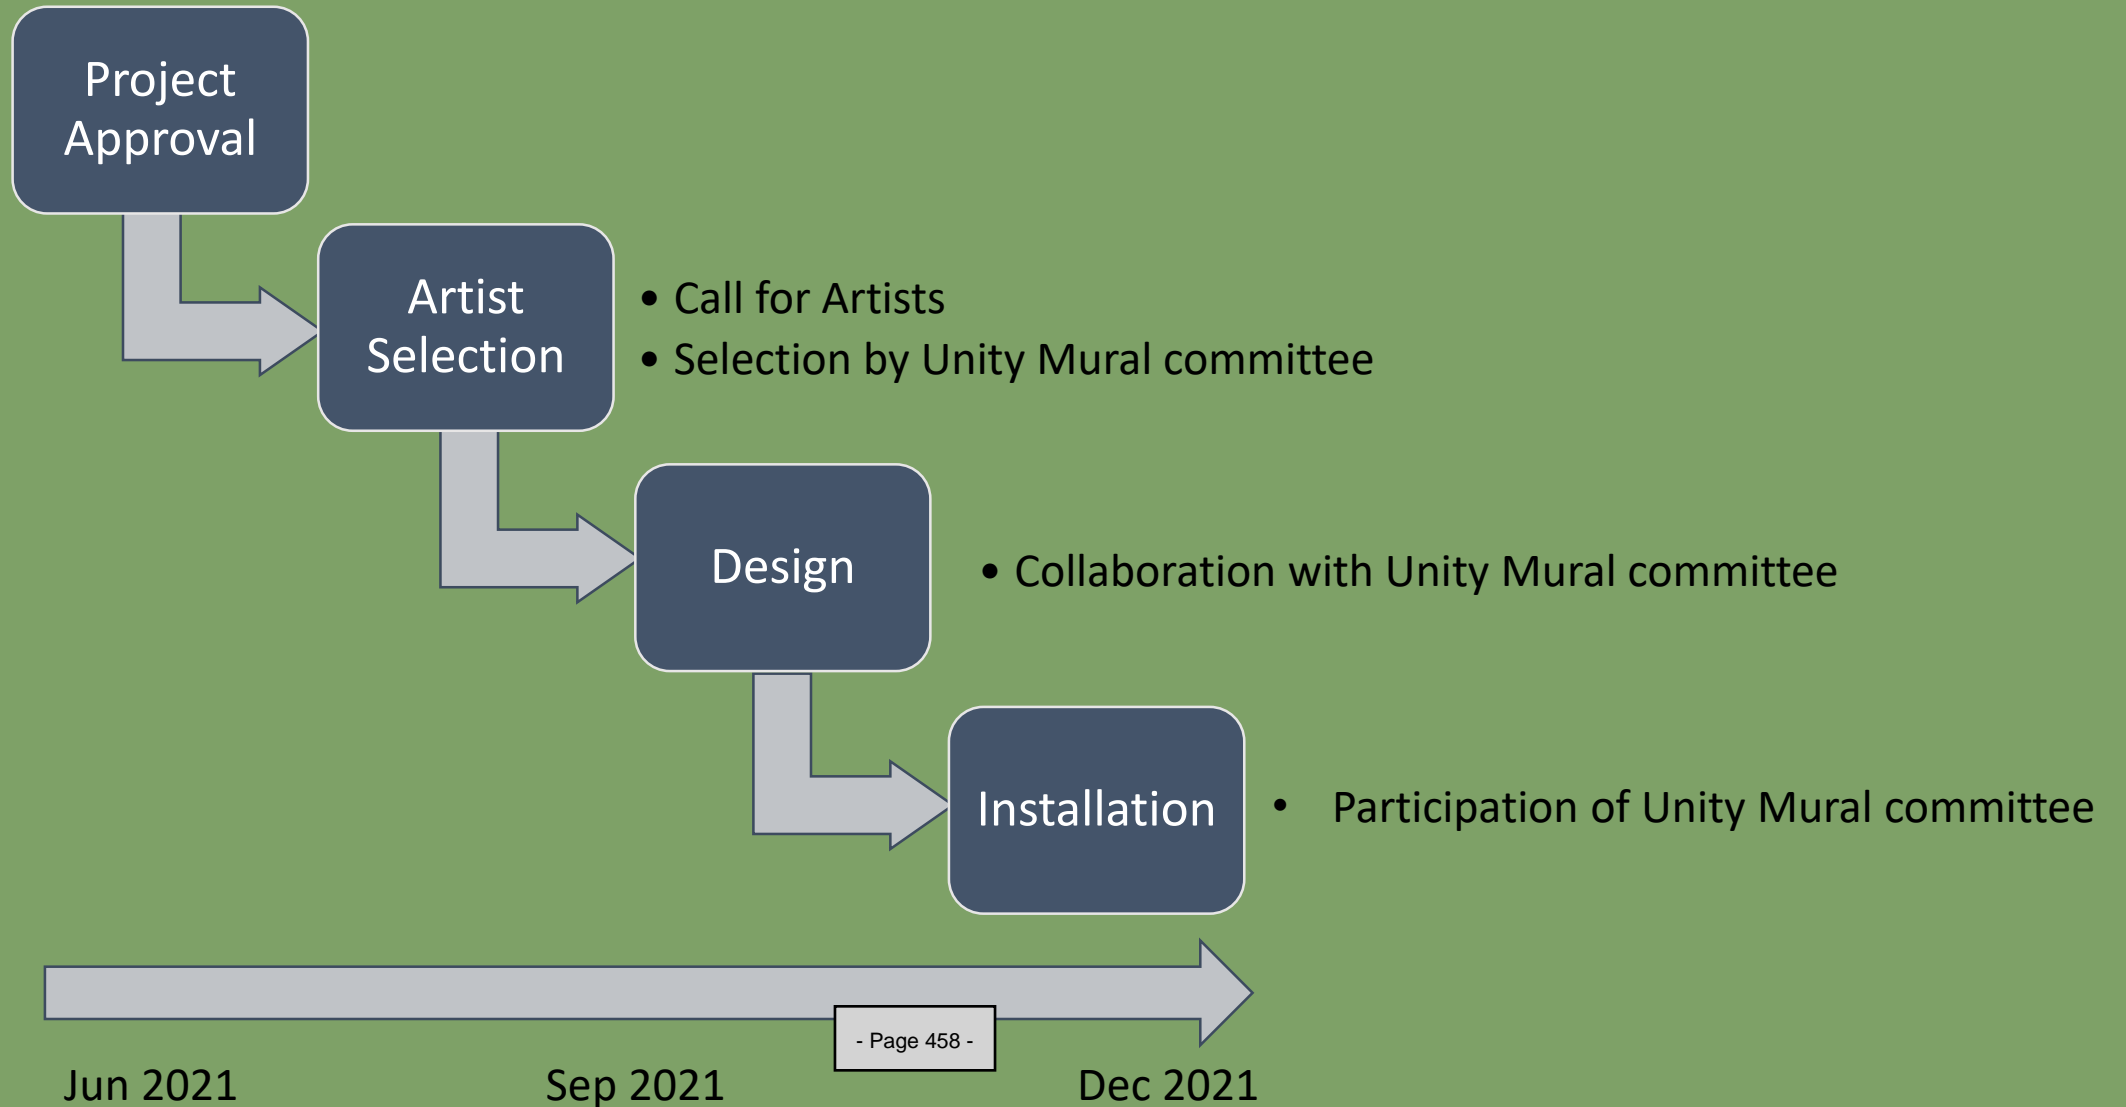 Project
Approval
Artist
Selection
• Call for Artists
• Selection by Unity Mural committee
Design
• Collaboration with Unity Mural committee
Installation
• Participation of Unity Mural committee
- Page 458 -
Jun 2021
Sep 2021
Dec 2021